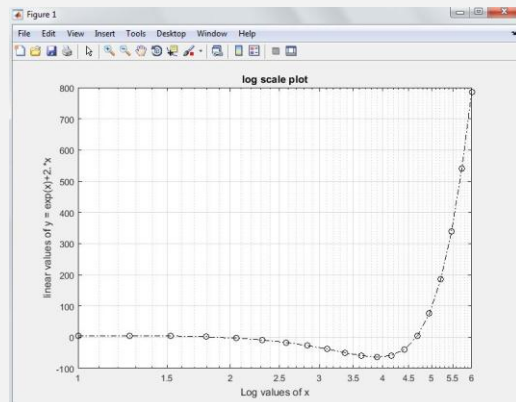 Figure 1
File Edit View Insert Tools Desktop Window Help
log scale plot
800
700
600
500
400
300
200
100
0
-100
linear values of y = exp(x)+2.*x
1 1.5 2 2.5 3 3.5 4 4.5 5 5.5 6
Log values of x